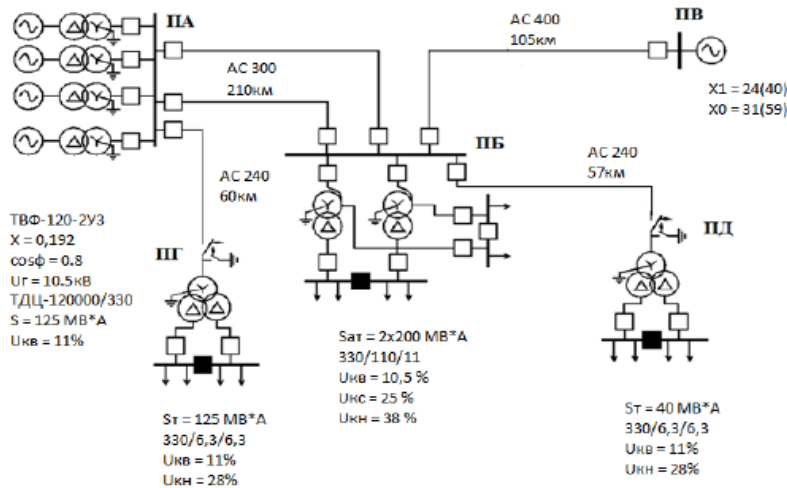 ПА
АС 400
105км
ПВ
Х1 = 24(40)
Х0 = 31(59)
АС 300
210км
ПБ
АС 240
60км
АС 240
57км
ТВФ-120-2У3
Х = 0,192
cosф = 0.8
Uг = 10.5кВ
ТДЦ-120000/330
S = 125 МВ*А
Uкв = 11%
ПГ
ПД
Sат = 2х200 МВ*А
330/110/11
Uкв = 10,5 %
Uкс = 25 %
Uкн = 38 %
Sт = 125 МВ*А
330/6,3/6,3
Uкв = 11%
Uкн = 28%
Sт = 40 МВ*А
330/6,3/6,3
Uкв = 11%
Uкн = 28%